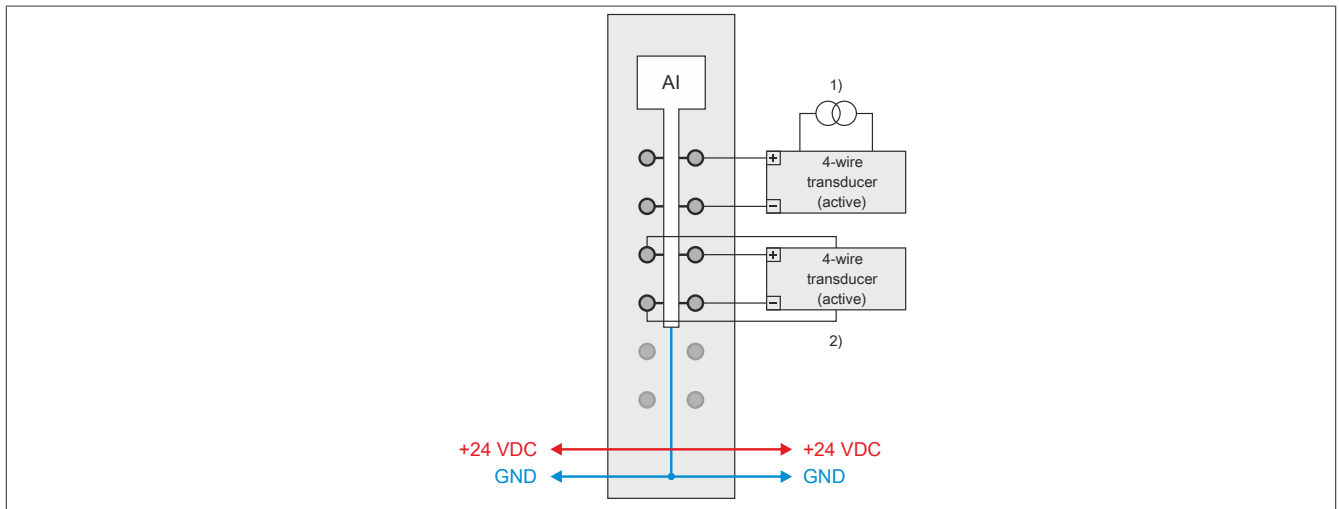 AI
1)
+
4-wire
transducer
(active)
−
+
4-wire
transducer
(active)
−
2)
+24 VDC
+24 VDC
GND
GND